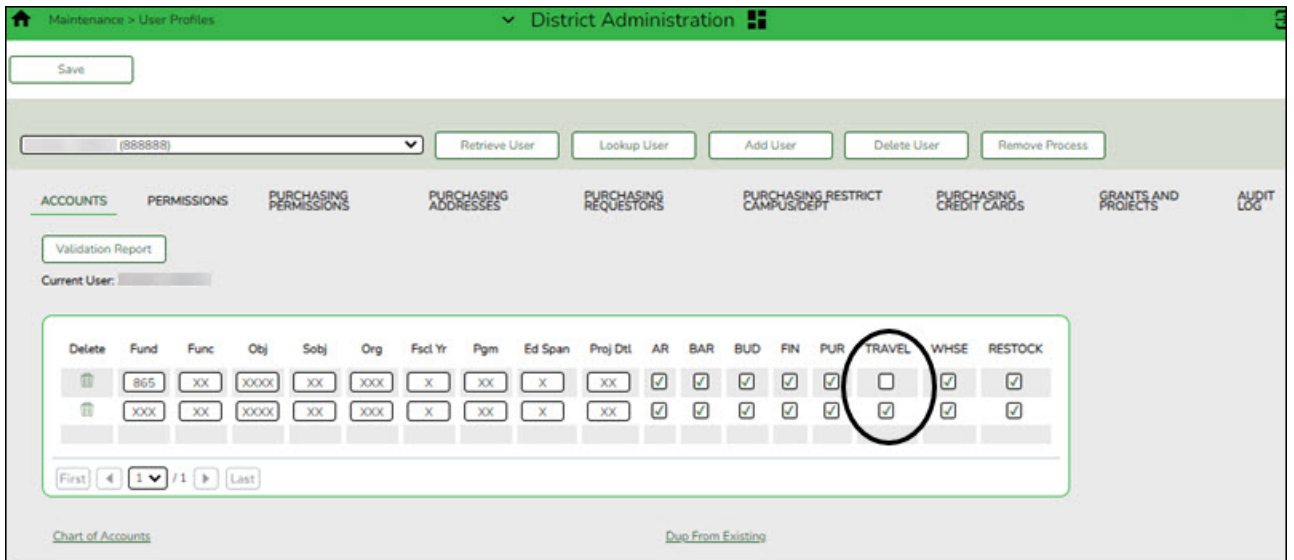 Maintenance > User Profiles District Administration
Save
(888888) Retrieve User Lookup User Add User Delete User Remove Process
ACCOUNTS PERMISSIONS PURCHASING PERMISSIONS PURCHASING ADDRESSES PURCHASING REQUESTORS PURCHASING RESTRICT CAMPUS/DEPT PURCHASING CREDIT CARDS GRANTS AND PROJECTS AUDIT LOG
Validation Report
Current User:
Delete Fund Func Obj Sobj Org Fscl Yr Pgm Ed Span Proj Dtl AR BAR BUD FIN PUR TRAVEL WHSE RESTOCK
865 XX XXXX XX XXX X XX X XX
XXX XX XXXX XX XXX X XX X XX
First 1 / 1 Last
Chart of Accounts Dup From Existing